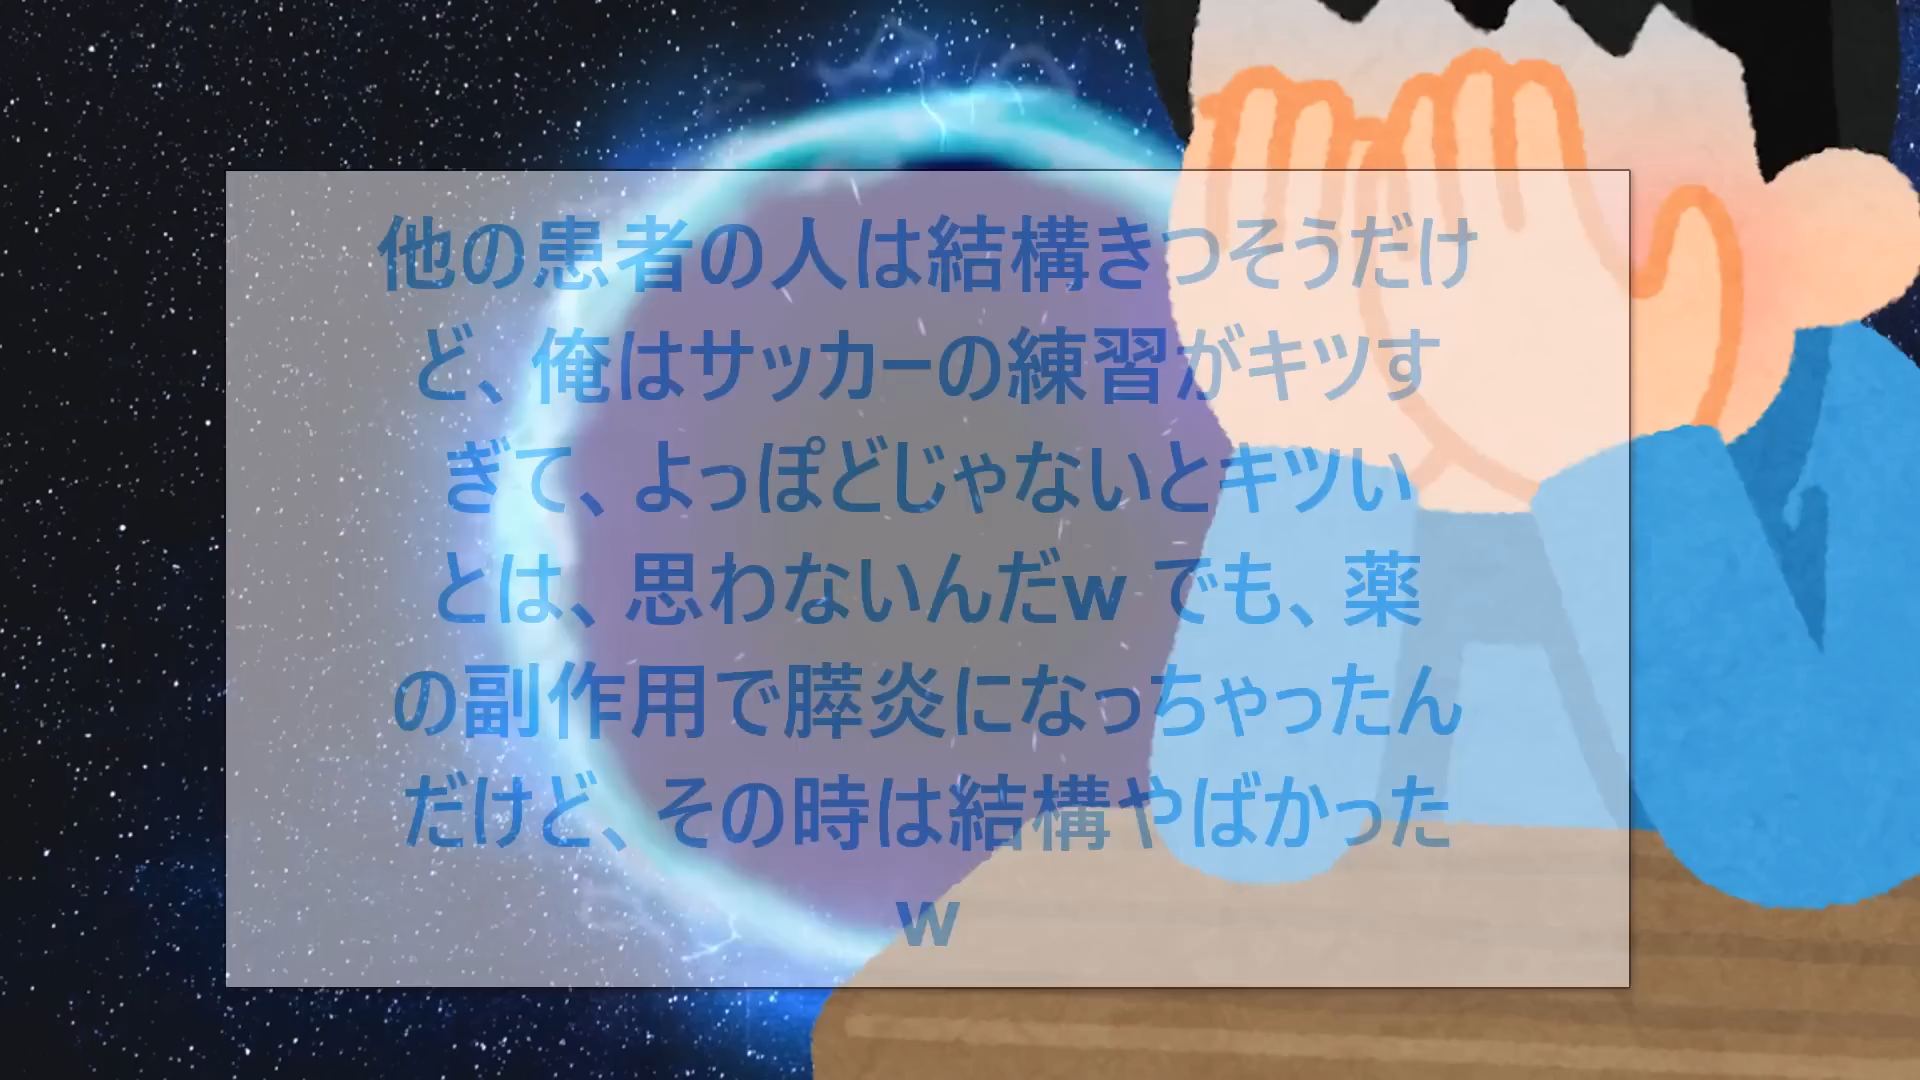 他の患者の人は結構きつそうだけ
ど、俺はサッカーの練習がキツす
ぎて、よっぽどじゃないとキツい
とは、思わないんだw でも、薬
の副作用で膵炎になっちゃったん
だけど、その時は結構やばかった
w